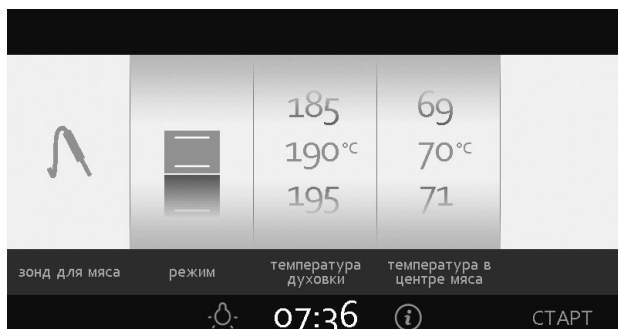 185 69
190°C 70°C
195 71
зонд для мяса режим температура духовки температура в центре мяса
07:36 i СТАРТ